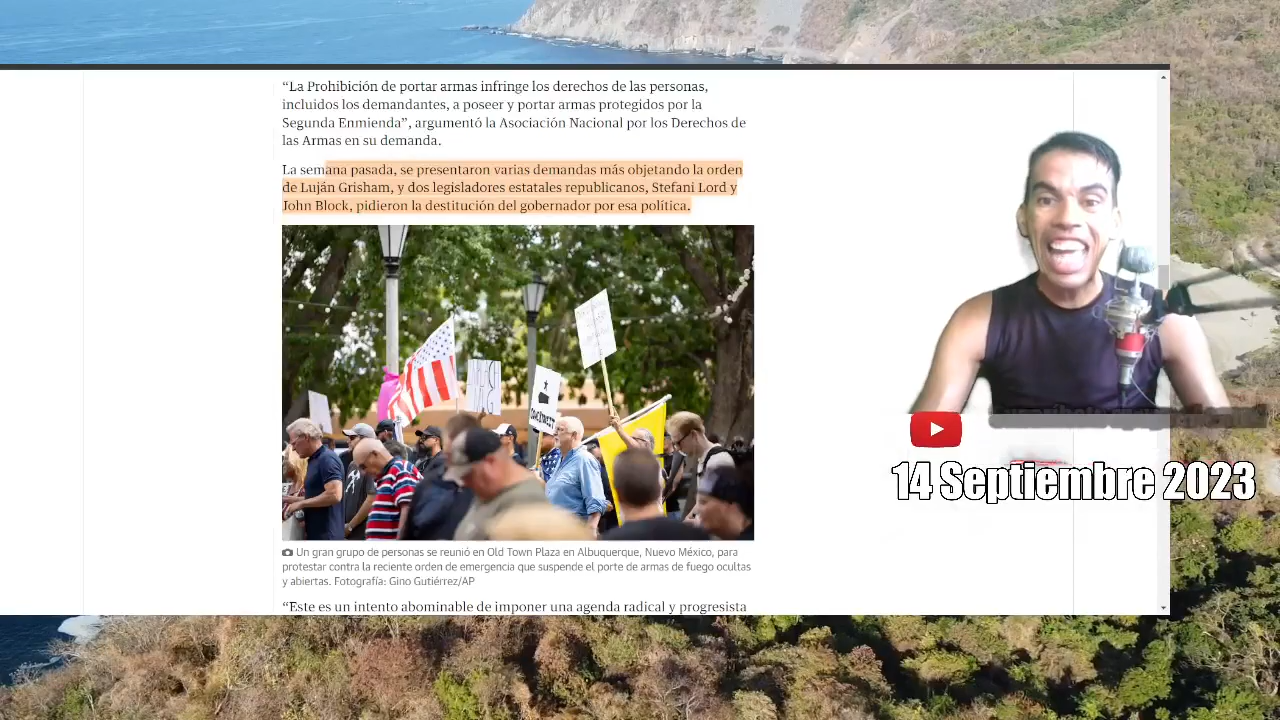 “La Prohibición de portar armas infringe los derechos de las personas,
incluidos los demandantes, a poseer y portar armas protegidos por la
Segunda Enmienda”, argumentó la Asociación Nacional por los Derechos de
las Armas en su demanda.
La semana pasada, se presentaron varias demandas más objetando la orden
de Luján Grisham, y dos legisladores estatales republicanos, Stefani Lord y
John Block, pidieron la destitución del gobernador por esa política.
Un gran grupo de personas se reunió en Old Town Plaza en Albuquerque, Nuevo México, para
protestar contra la reciente orden de emergencia que suspende el porte de armas de fuego ocultas
y abiertas. Fotografía: Gino Gutiérrez/AP
“Este es un intento abominable de imponer una agenda radical y progresista
14 Septiembre 2023